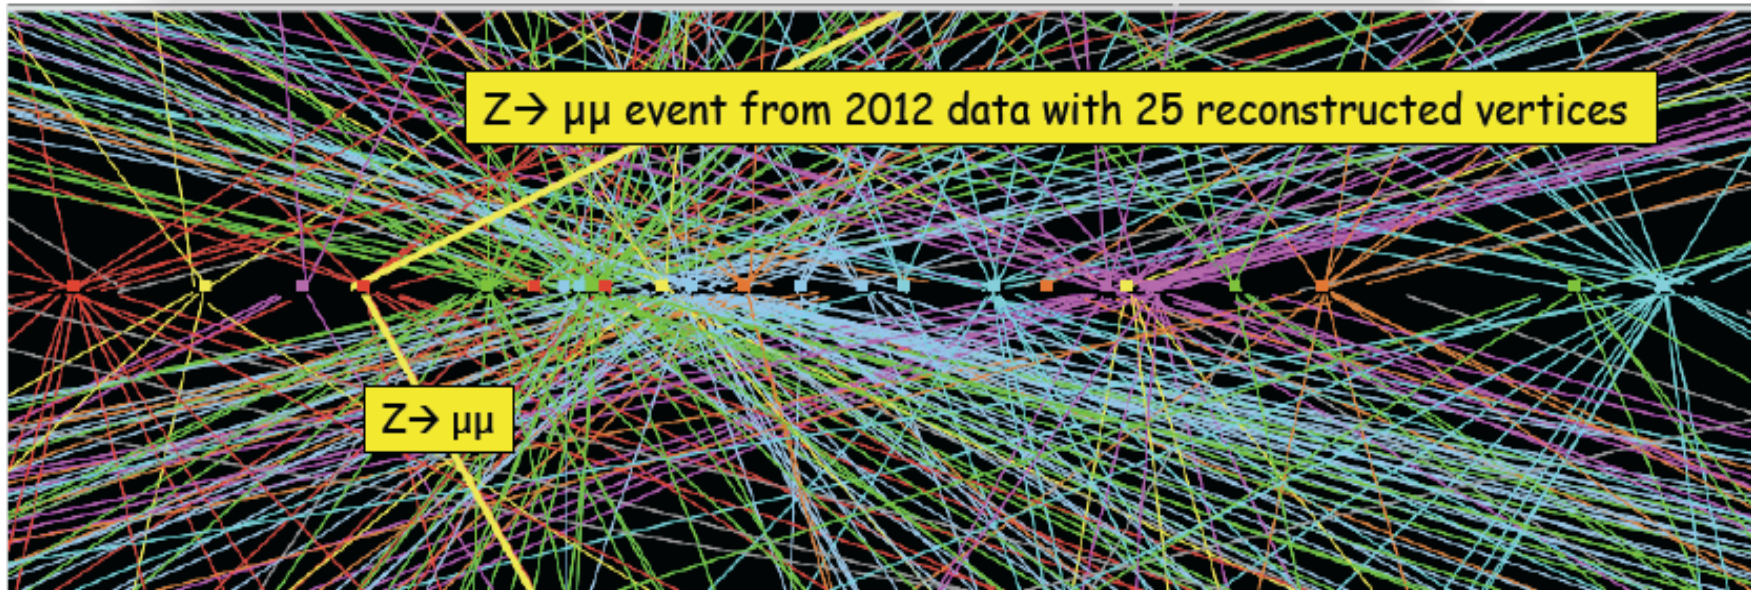 Z→ μμ event from 2012 data with 25 reconstructed vertices
Z→ μμ